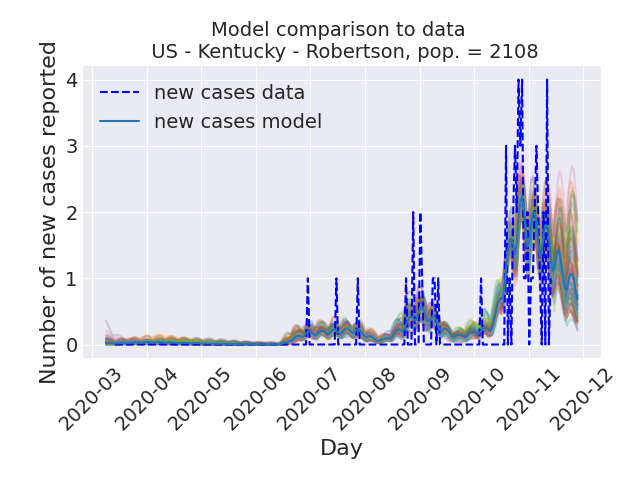 Model comparison to data
US - Kentucky - Robertson, pop. = 2108
new cases data
new cases model
Number of new cases reported
4
3
2
1
0
2020-03
2020-04
2020-05
2020-06
2020-07
2020-08
2020-09
2020-10
2020-11
2020-12
Day